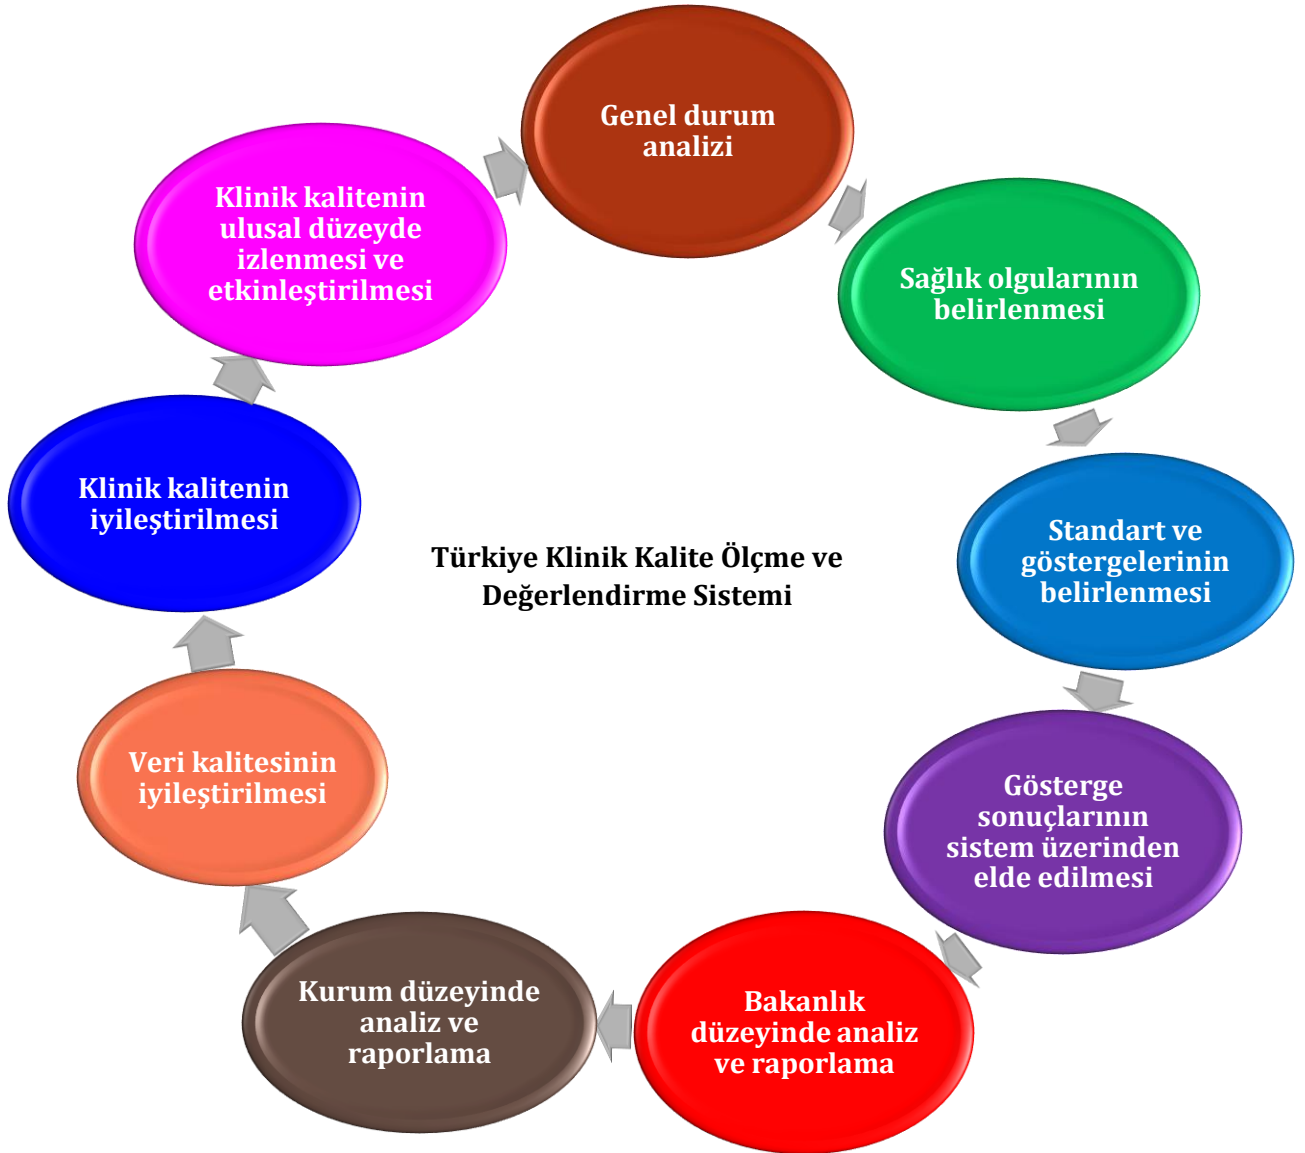 Genel durum
analizi
Sağlık olgularının
belirlenmesi
Standart ve
göstergelerinin
belirlenmesi
Gösterge
sonuçlarının
sistem üzerinden
elde edilmesi
Bakanlık
düzeyinde analiz
ve raporlama
Kurum düzeyinde
analiz ve
raporlama
Veri kalitesinin
iyileştirilmesi
Klinik kalitenin
iyileştirilmesi
Klinik kalitenin
ulusal düzeyde
izlenmesi ve
etkinleştirilmesi
Türkiye Klinik Kalite Ölçme ve
Değerlendirme Sistemi